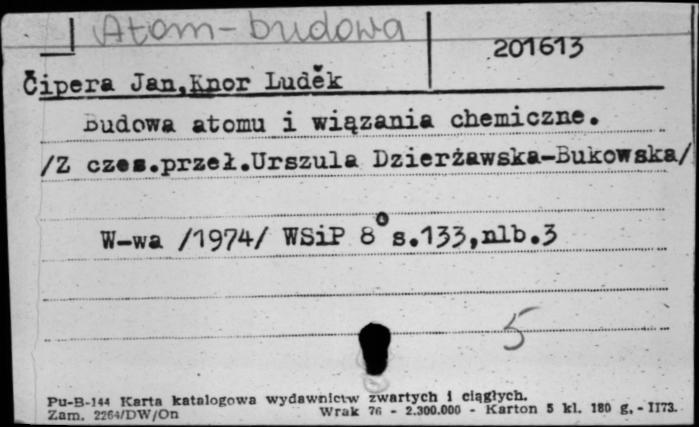 Atom-budowa
201613
Čipera Jan,Knor Luděk
Budowa atomu i wiązania chemiczne.
/Z czes.przeł.Urszula Dzierżawska-Bukowska/
W-wa /1974/ WSiP 8° s.133,nlb.3
5
Pu-B-144 Karta katalogowa wydawnictw zwartych i ciągłych.
Zam. 2264/DW/On Wrak 76 - 2.300.000 - Karton 5 kl. 180 g. - II73.